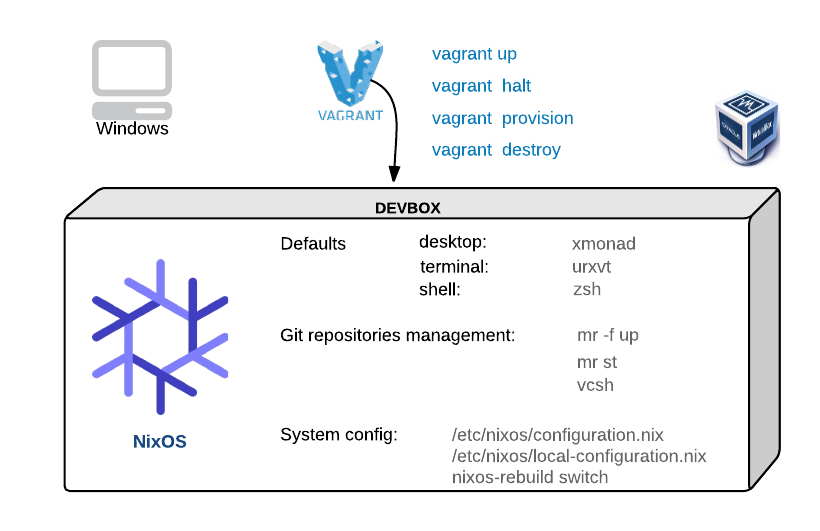 Windows
VAGRANT
vagrant up
vagrant halt
vagrant provision
vagrant destroy
ORACLE
VirtualBox
DEVBOX
Defaults desktop: xmonad
terminal: urxvt
shell: zsh
Git repositories management: mr -f up
mr st
vcsh
NixOS
System config: /etc/nixos/configuration.nix
/etc/nixos/local-configuration.nix
nixos-rebuild switch